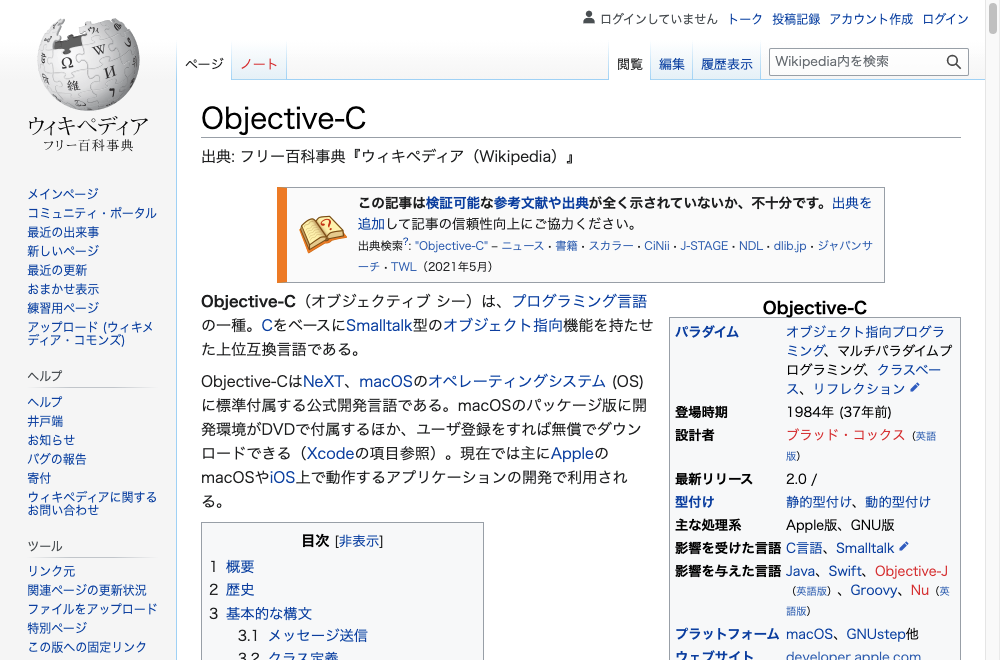 ログインしていません トーク 投稿記録 アカウント作成 ログイン
ページ ノート 閲覧 編集 履歴表示 Wikipedia内を検索
ウィキペディア
フリー百科事典
メインページ
コミュニティ・ポータル
最近の出来事
新しいページ
最近の更新
おまかせ表示
練習用ページ
アップロード (ウィキメ
ディア・コモンズ)
ヘルプ
ヘルプ
井戸端
お知らせ
バグの報告
寄付
ウィキペディアに関する
お問い合わせ
ツール
リンク元
関連ページの更新状況
ファイルをアップロード
特別ページ
この版への固定リンク
Objective-C
出典: フリー百科事典『ウィキペディア（Wikipedia）』
この記事は検証可能な参考文献や出典が全く示されていないか、不十分です。出典を
追加して記事の信頼性向上にご協力ください。
出典検索?: "Objective-C" – ニュース · 書籍 · スカラー · CiNii · J-STAGE · NDL · dlib.jp · ジャパンサ
ーチ · TWL（2021年5月）
Objective-C（オブジェクティブ シー）は、プログラミング言語
の一種。CをベースにSmalltalk型のオブジェクト指向機能を持たせ
た上位互換言語である。
Objective-CはNeXT、macOSのオペレーティングシステム (OS)
に標準付属する公式開発言語である。macOSのパッケージ版に開
発環境がDVDで付属するほか、ユーザ登録をすれば無償でダウン
ロードできる（Xcodeの項目参照）。現在では主にAppleの
macOSやiOS上で動作するアプリケーションの開発で利用され
る。
目次 [非表示]
1 概要
2 歴史
3 基本的な構文
3.1 メッセージ送信
3.2 クラス定義
Objective-C
パラダイム オブジェクト指向プログラ
ミング、マルチパラダイムプ
ログラミング、クラスベー
ス、リフレクション
登場時期 1984年 (37年前)
設計者 ブラッド・コックス（英語
版）
最新リリース 2.0 /
型付け 静的型付け、動的型付け
主な処理系 Apple版、GNU版
影響を受けた言語 C言語、Smalltalk
影響を与えた言語 Java、Swift、Objective-J
（英語版）、Groovy、Nu（英
語版）
プラットフォーム macOS、GNUstep他
ウェブサイト developer.apple.com